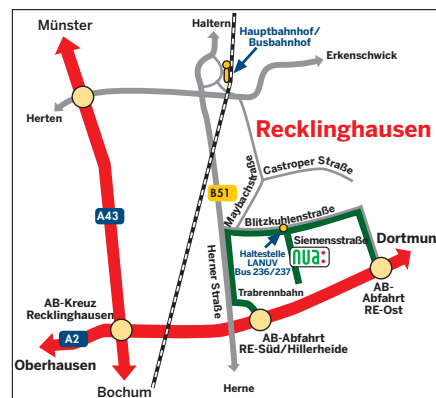 Haltern
Münster
Hauptbahnhof/
Busbahnhof
Erkenschwick
Herten
Recklinghausen
Castroper Straße
Maybachstraße
B51
A43
Blitzkuhlenstraße
Siemensstraße
Haltestelle
LANUV
Bus 236/237
nua:
Dortmund
Herner Straße
Trabrennbahn
AB-Kreuz
Recklinghausen
AB-
Abfahrt
RE-Ost
A2
AB-Abfahrt
RE-Süd/Hillerheide
Oberhausen
Bochum
Herne